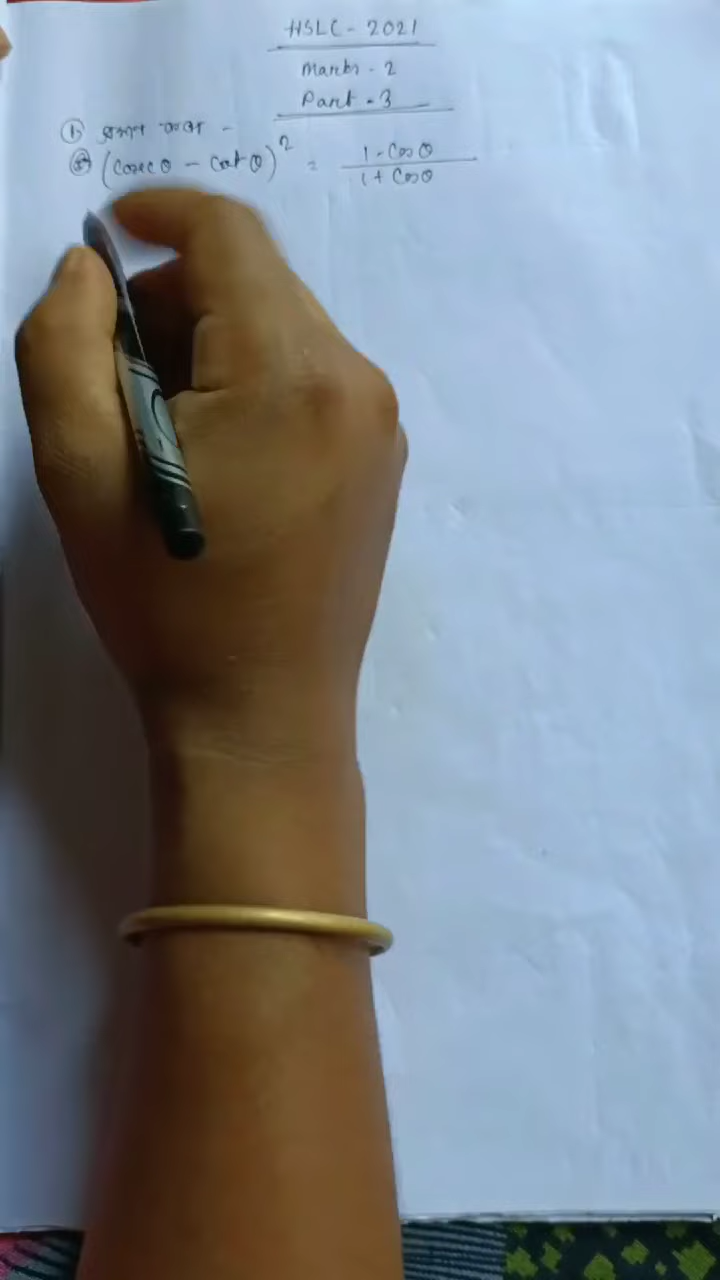 HSLC - 2021
Marks - 2
Part - 3
① প্ৰমাণ কৰা -
(cosec θ - cot θ)² = 1 - Cos θ / 1 + Cos θ